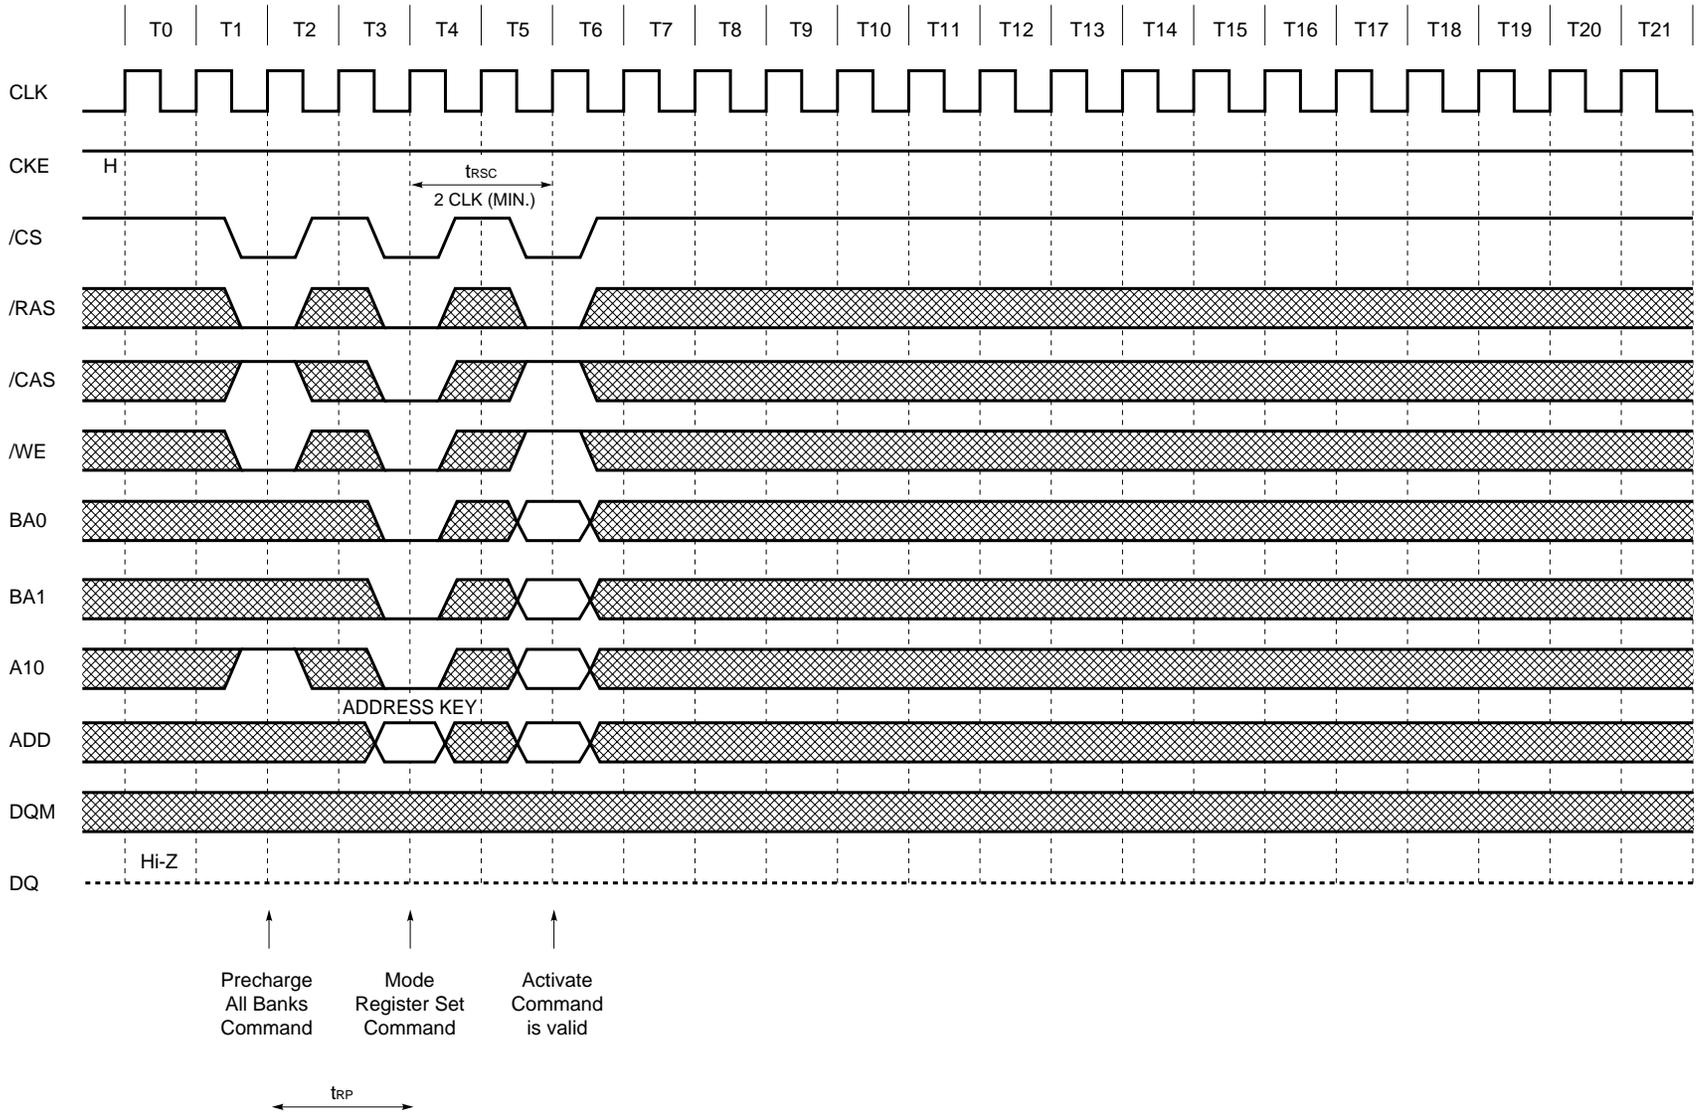 T0 T1 T2 T3 T4 T5 T6 T7 T8 T9 T10 T11 T12 T13 T14 T15 T16 T17 T18 T19 T20 T21
CLK
CKE H
tRSC
2 CLK (MIN.)
/CS
/RAS
/CAS
/WE
BA0
BA1
A10
ADDRESS KEY
ADD
DQM
Hi-Z
DQ
Precharge
All Banks
Command
Mode
Register Set
Command
Activate
Command
is valid
tRP